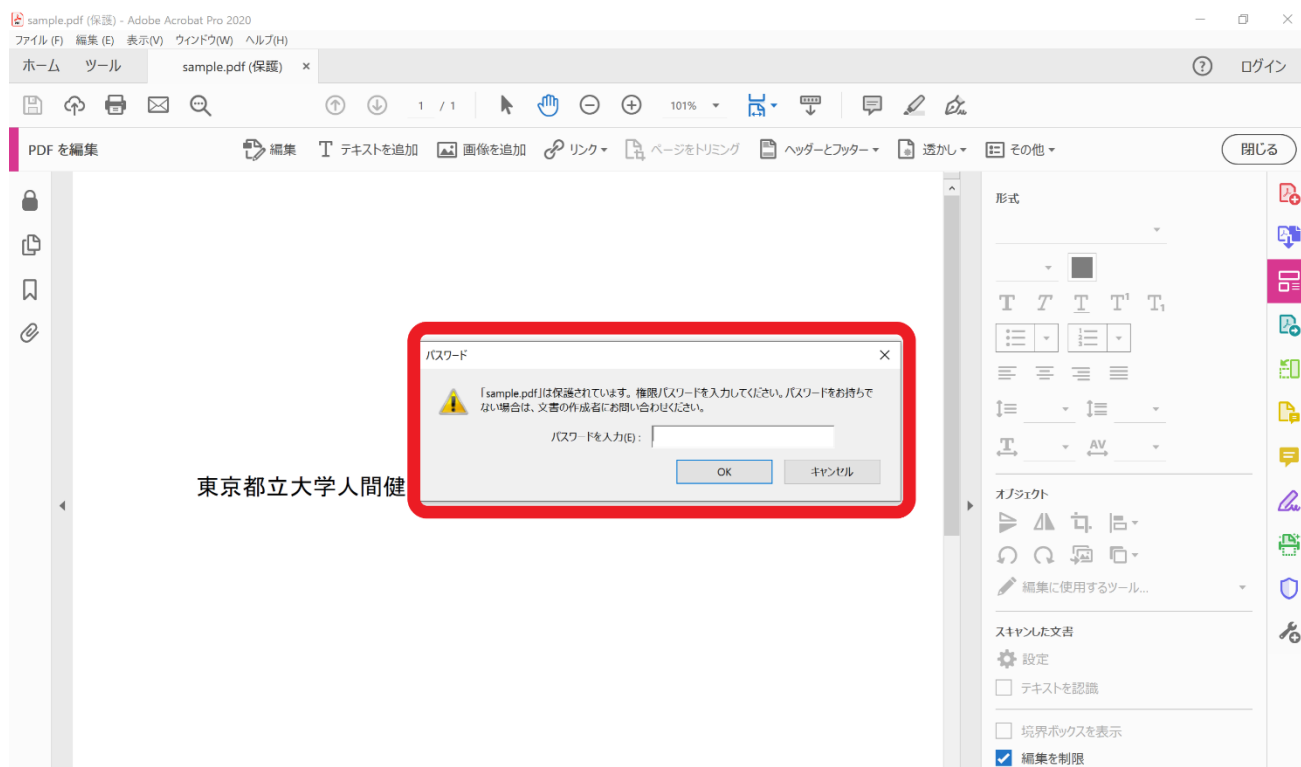 sample.pdf (保護) - Adobe Acrobat Pro 2020
ファイル (F) 編集 (E) 表示(V) ウィンドウ(W) ヘルプ(H)
ホーム ツール sample.pdf (保護) × ログイン
1 / 1 101%
PDF を編集 編集 テキストを追加 画像を追加 リンク ページをトリミング ヘッダーとフッター 透かし その他 閉じる
形式
パスワード
「sample.pdf」は保護されています。権限パスワードを入力してください。パスワードをお持ちで
ない場合は、文書の作成者にお問い合わせください。
パスワードを入力(E) :
OK キャンセル
東京都立大学人間健
オブジェクト
編集に使用するツール...
スキャンした文書
設定
テキストを認識
境界ボックスを表示
編集を制限